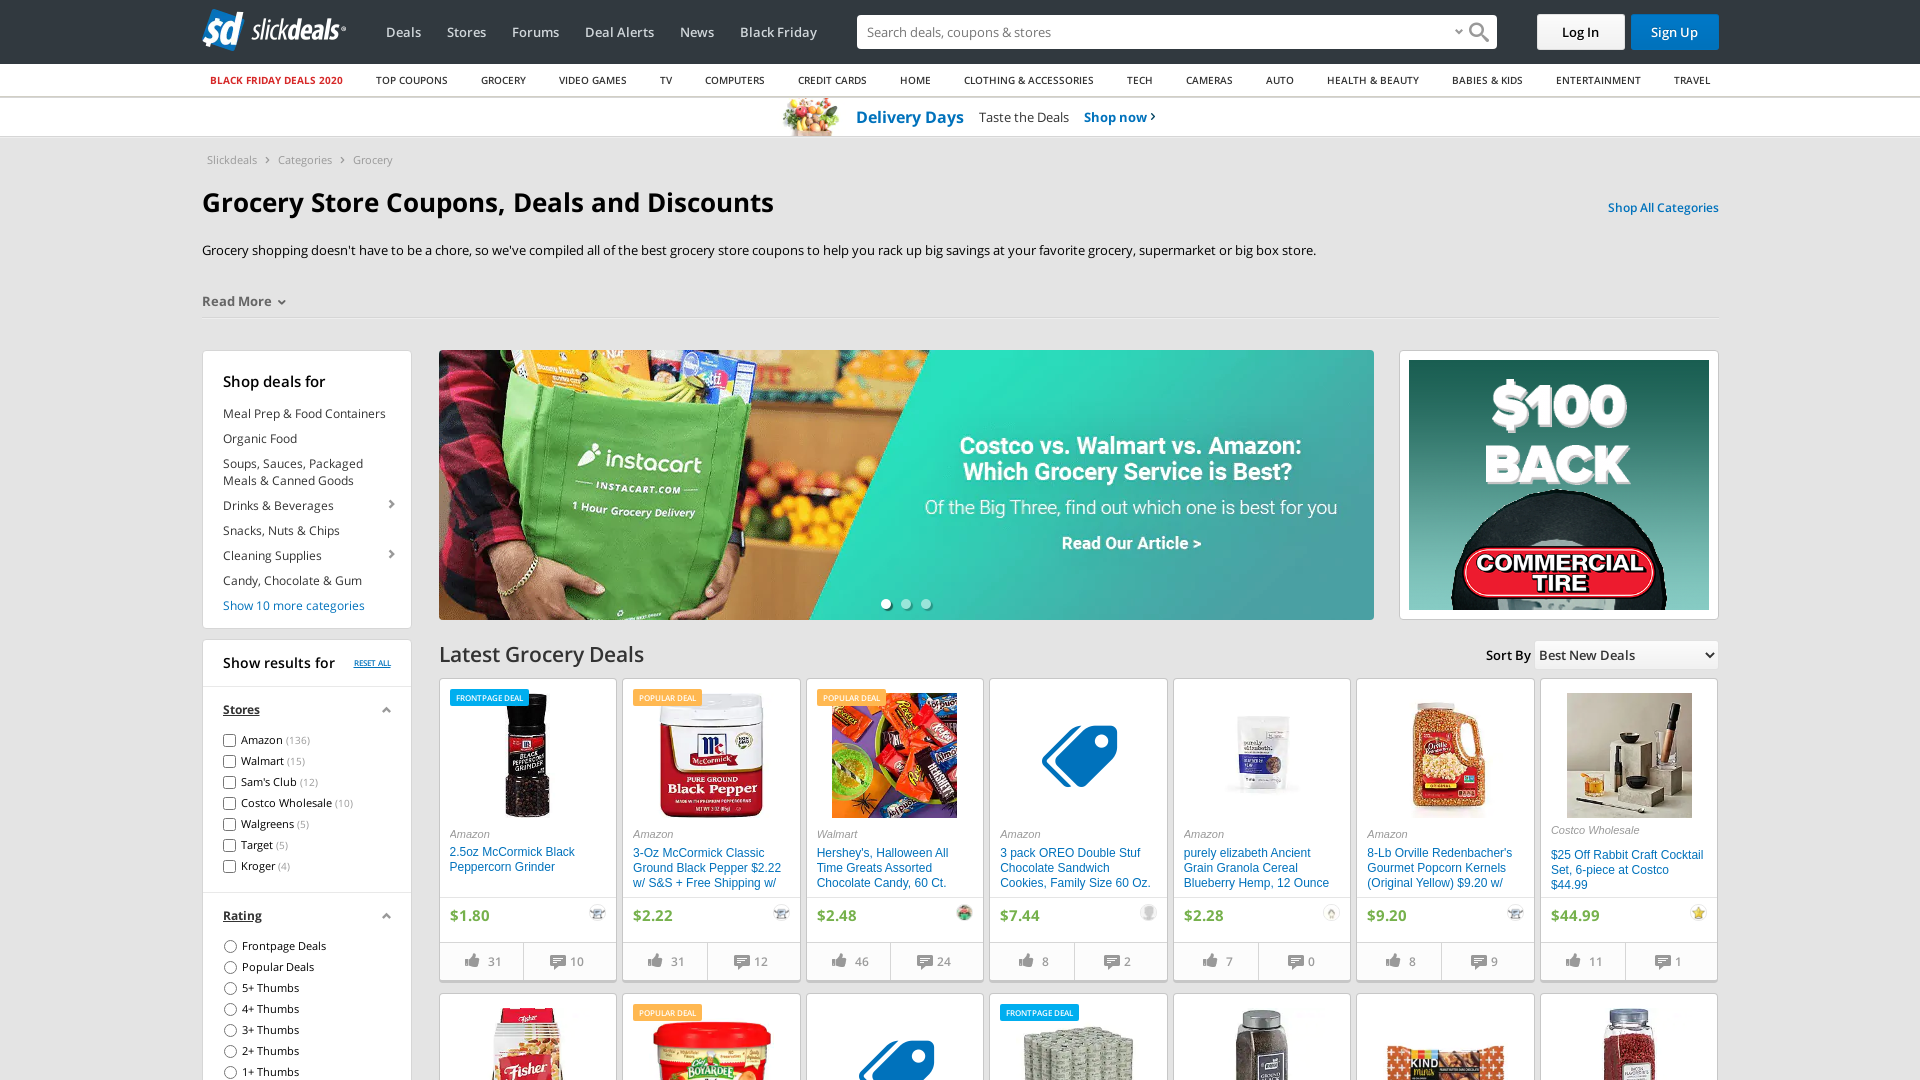 slickdeals
Deals
Stores
Forums
Deal Alerts
News
Black Friday
Search deals, coupons & stores
Log In
Sign Up
BLACK FRIDAY DEALS 2020
TOP COUPONS
GROCERY
VIDEO GAMES
TV
COMPUTERS
CREDIT CARDS
HOME
CLOTHING & ACCESSORIES
TECH
CAMERAS
AUTO
HEALTH & BEAUTY
BABIES & KIDS
ENTERTAINMENT
TRAVEL
Delivery Days Taste the Deals Shop now
Slickdeals > Categories > Grocery
Grocery Store Coupons, Deals and Discounts
Shop All Categories
Grocery shopping doesn't have to be a chore, so we've compiled all of the best grocery store coupons to help you rack up big savings at your favorite grocery, supermarket or big box store.
Read More
Shop deals for
Meal Prep & Food Containers
Organic Food
Soups, Sauces, Packaged
Meals & Canned Goods
Drinks & Beverages
Snacks, Nuts & Chips
Cleaning Supplies
Candy, Chocolate & Gum
Show 10 more categories
instacart
INSTACART.COM
1 Hour Grocery Delivery
Costco vs. Walmart vs. Amazon:
Which Grocery Service is Best?
Of the Big Three, find out which one is best for you
Read Our Article >
$100
BACK
COMMERCIAL
TIRE
Show results for
RESET ALL
Stores
Amazon (136)
Walmart (15)
Sam's Club (12)
Costco Wholesale (10)
Walgreens (5)
Target (5)
Kroger (4)
Rating
Frontpage Deals
Popular Deals
5+ Thumbs
4+ Thumbs
3+ Thumbs
2+ Thumbs
1+ Thumbs
Latest Grocery Deals
Sort By Best New Deals
FRONTPAGE DEAL
BLACK
PEPPERCORN
GRINDER
Amazon
2.5oz McCormick Black
Peppercorn Grinder
$1.80
31
10
POPULAR DEAL
McCormick
PURE GROUND
Black Pepper
Amazon
3-Oz McCormick Classic
Ground Black Pepper $2.22
w/ S&S + Free Shipping w/
$2.22
31
12
POPULAR DEAL
Walmart
Hershey's, Halloween All
Time Greats Assorted
Chocolate Candy, 60 Ct.
$2.48
46
24
Amazon
3 pack OREO Double Stuf
Chocolate Sandwich
Cookies, Family Size 60 Oz.
$7.44
8
2
purely
elizabeth.
Amazon
purely elizabeth Ancient
Grain Granola Cereal
Blueberry Hemp, 12 Ounce
$2.28
7
0
Amazon
8-Lb Orville Redenbacher's
Gourmet Popcorn Kernels
(Original Yellow) $9.20 w/
$9.20
8
9
Costco Wholesale
$25 Off Rabbit Craft Cocktail
Set, 6-piece at Costco
$44.99
$44.99
11
1
Fisher
Fisher
POPULAR DEAL
BOYARDEE
FRONTPAGE DEAL
KIND
minis